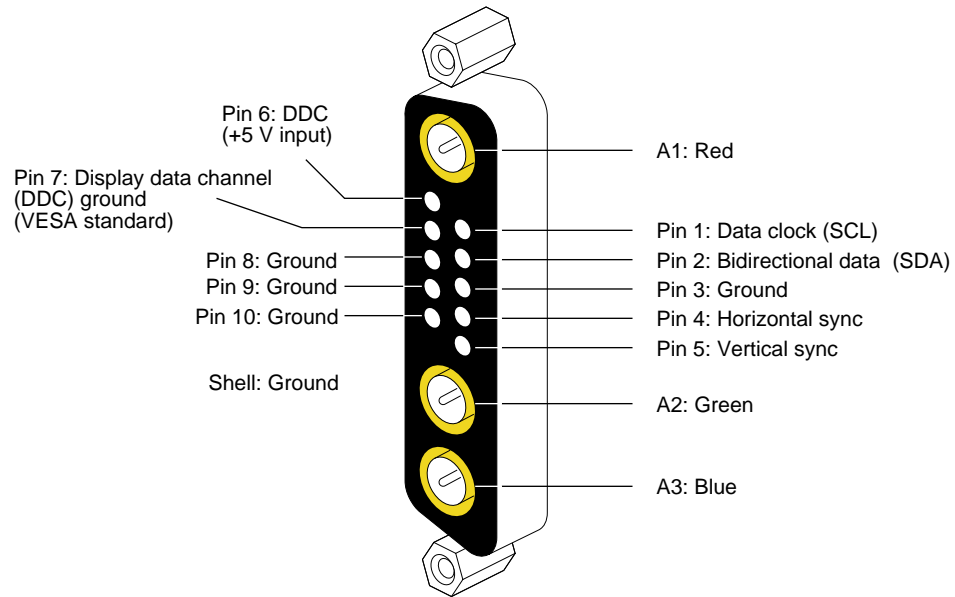 Pin 6: DDC
(+5 V input)
Pin 7: Display data channel
(DDC) ground
(VESA standard)
Pin 8: Ground
Pin 9: Ground
Pin 10: Ground
Shell: Ground
A1: Red
Pin 1: Data clock (SCL)
Pin 2: Bidirectional data (SDA)
Pin 3: Ground
Pin 4: Horizontal sync
Pin 5: Vertical sync
A2: Green
A3: Blue